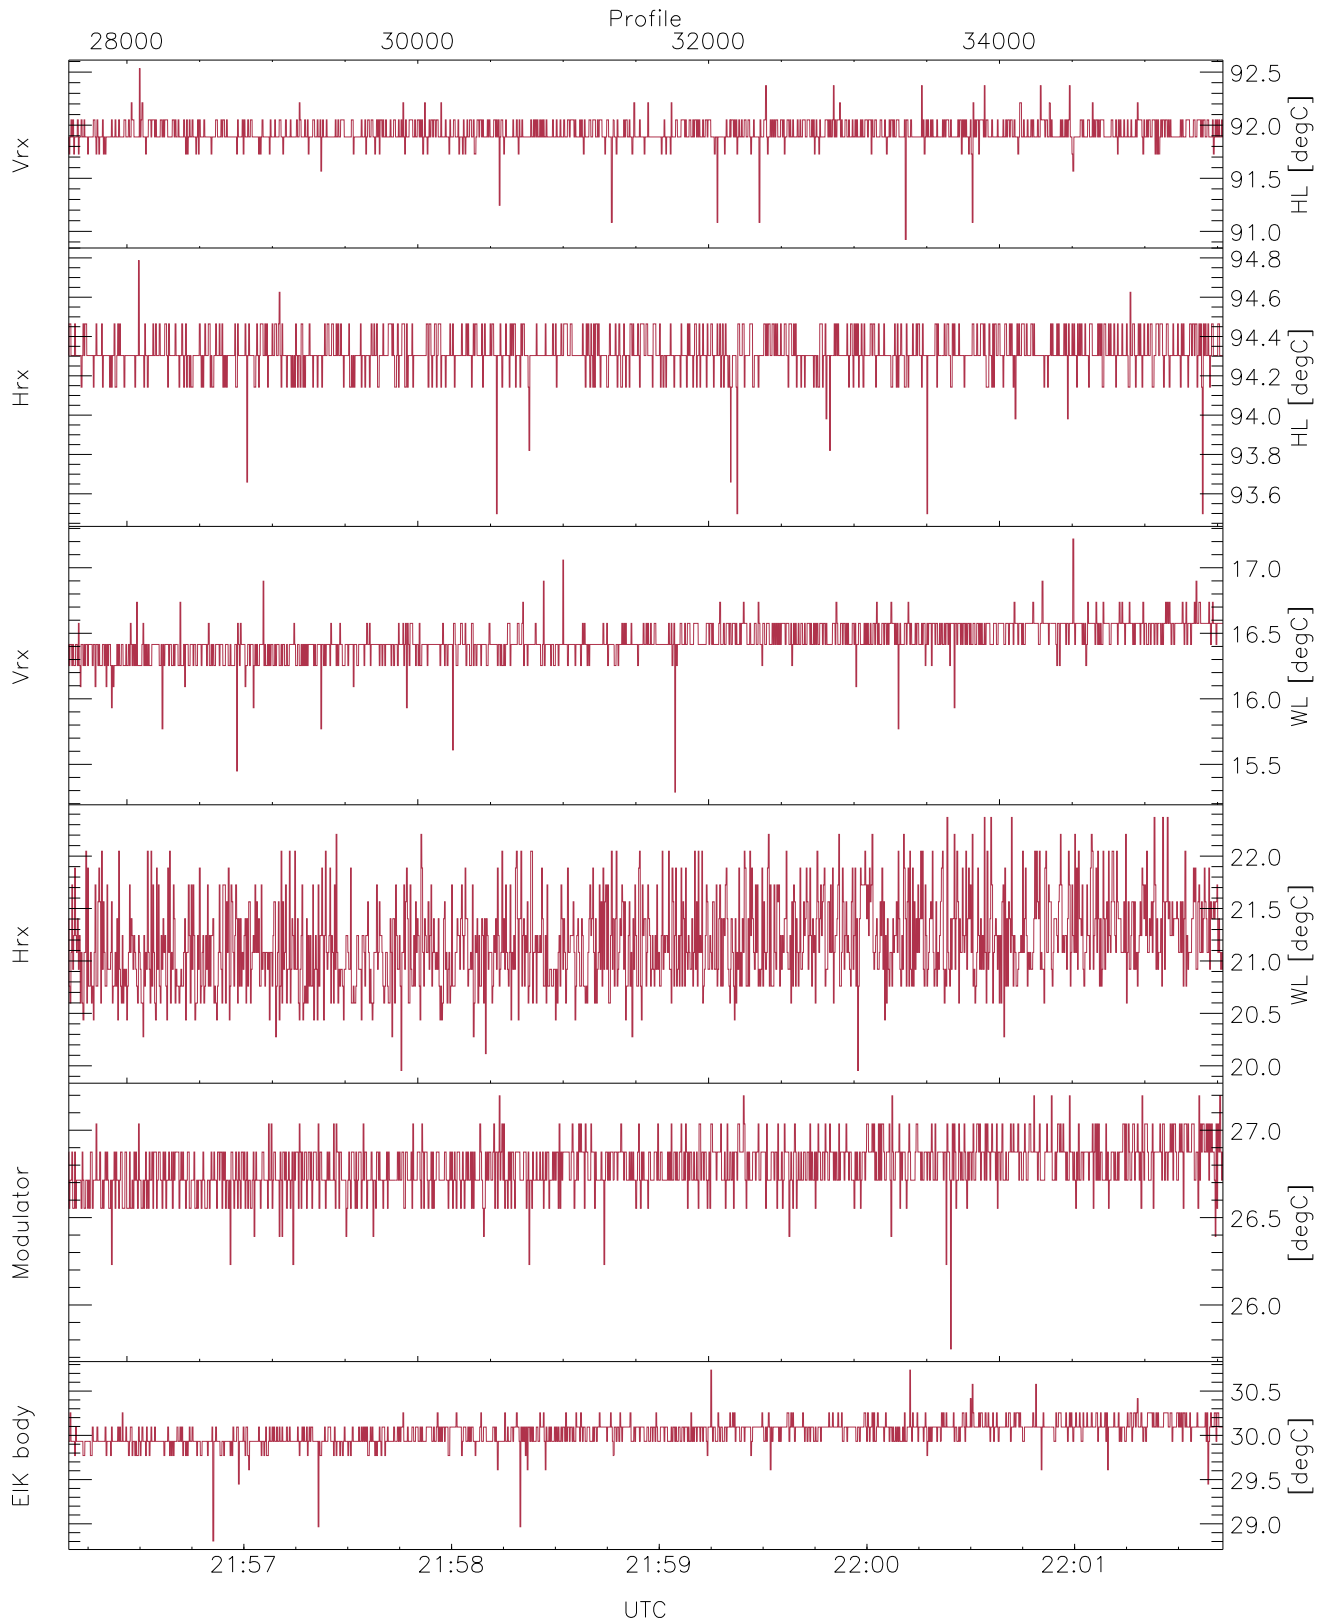 Profile
28000 30000 32000 34000
Vrx
92.5
92.0
91.5
91.0
HL [degC]
Hrx
94.8
94.6
94.4
94.2
94.0
93.8
93.6
HL [degC]
Vrx
17.0
16.5
16.0
15.5
WL [degC]
Hrx
22.0
21.5
21.0
20.5
20.0
WL [degC]
Modulator
27.0
26.5
26.0
[degC]
EIK body
30.5
30.0
29.5
29.0
[degC]
21:57 21:58 21:59 22:00 22:01
UTC